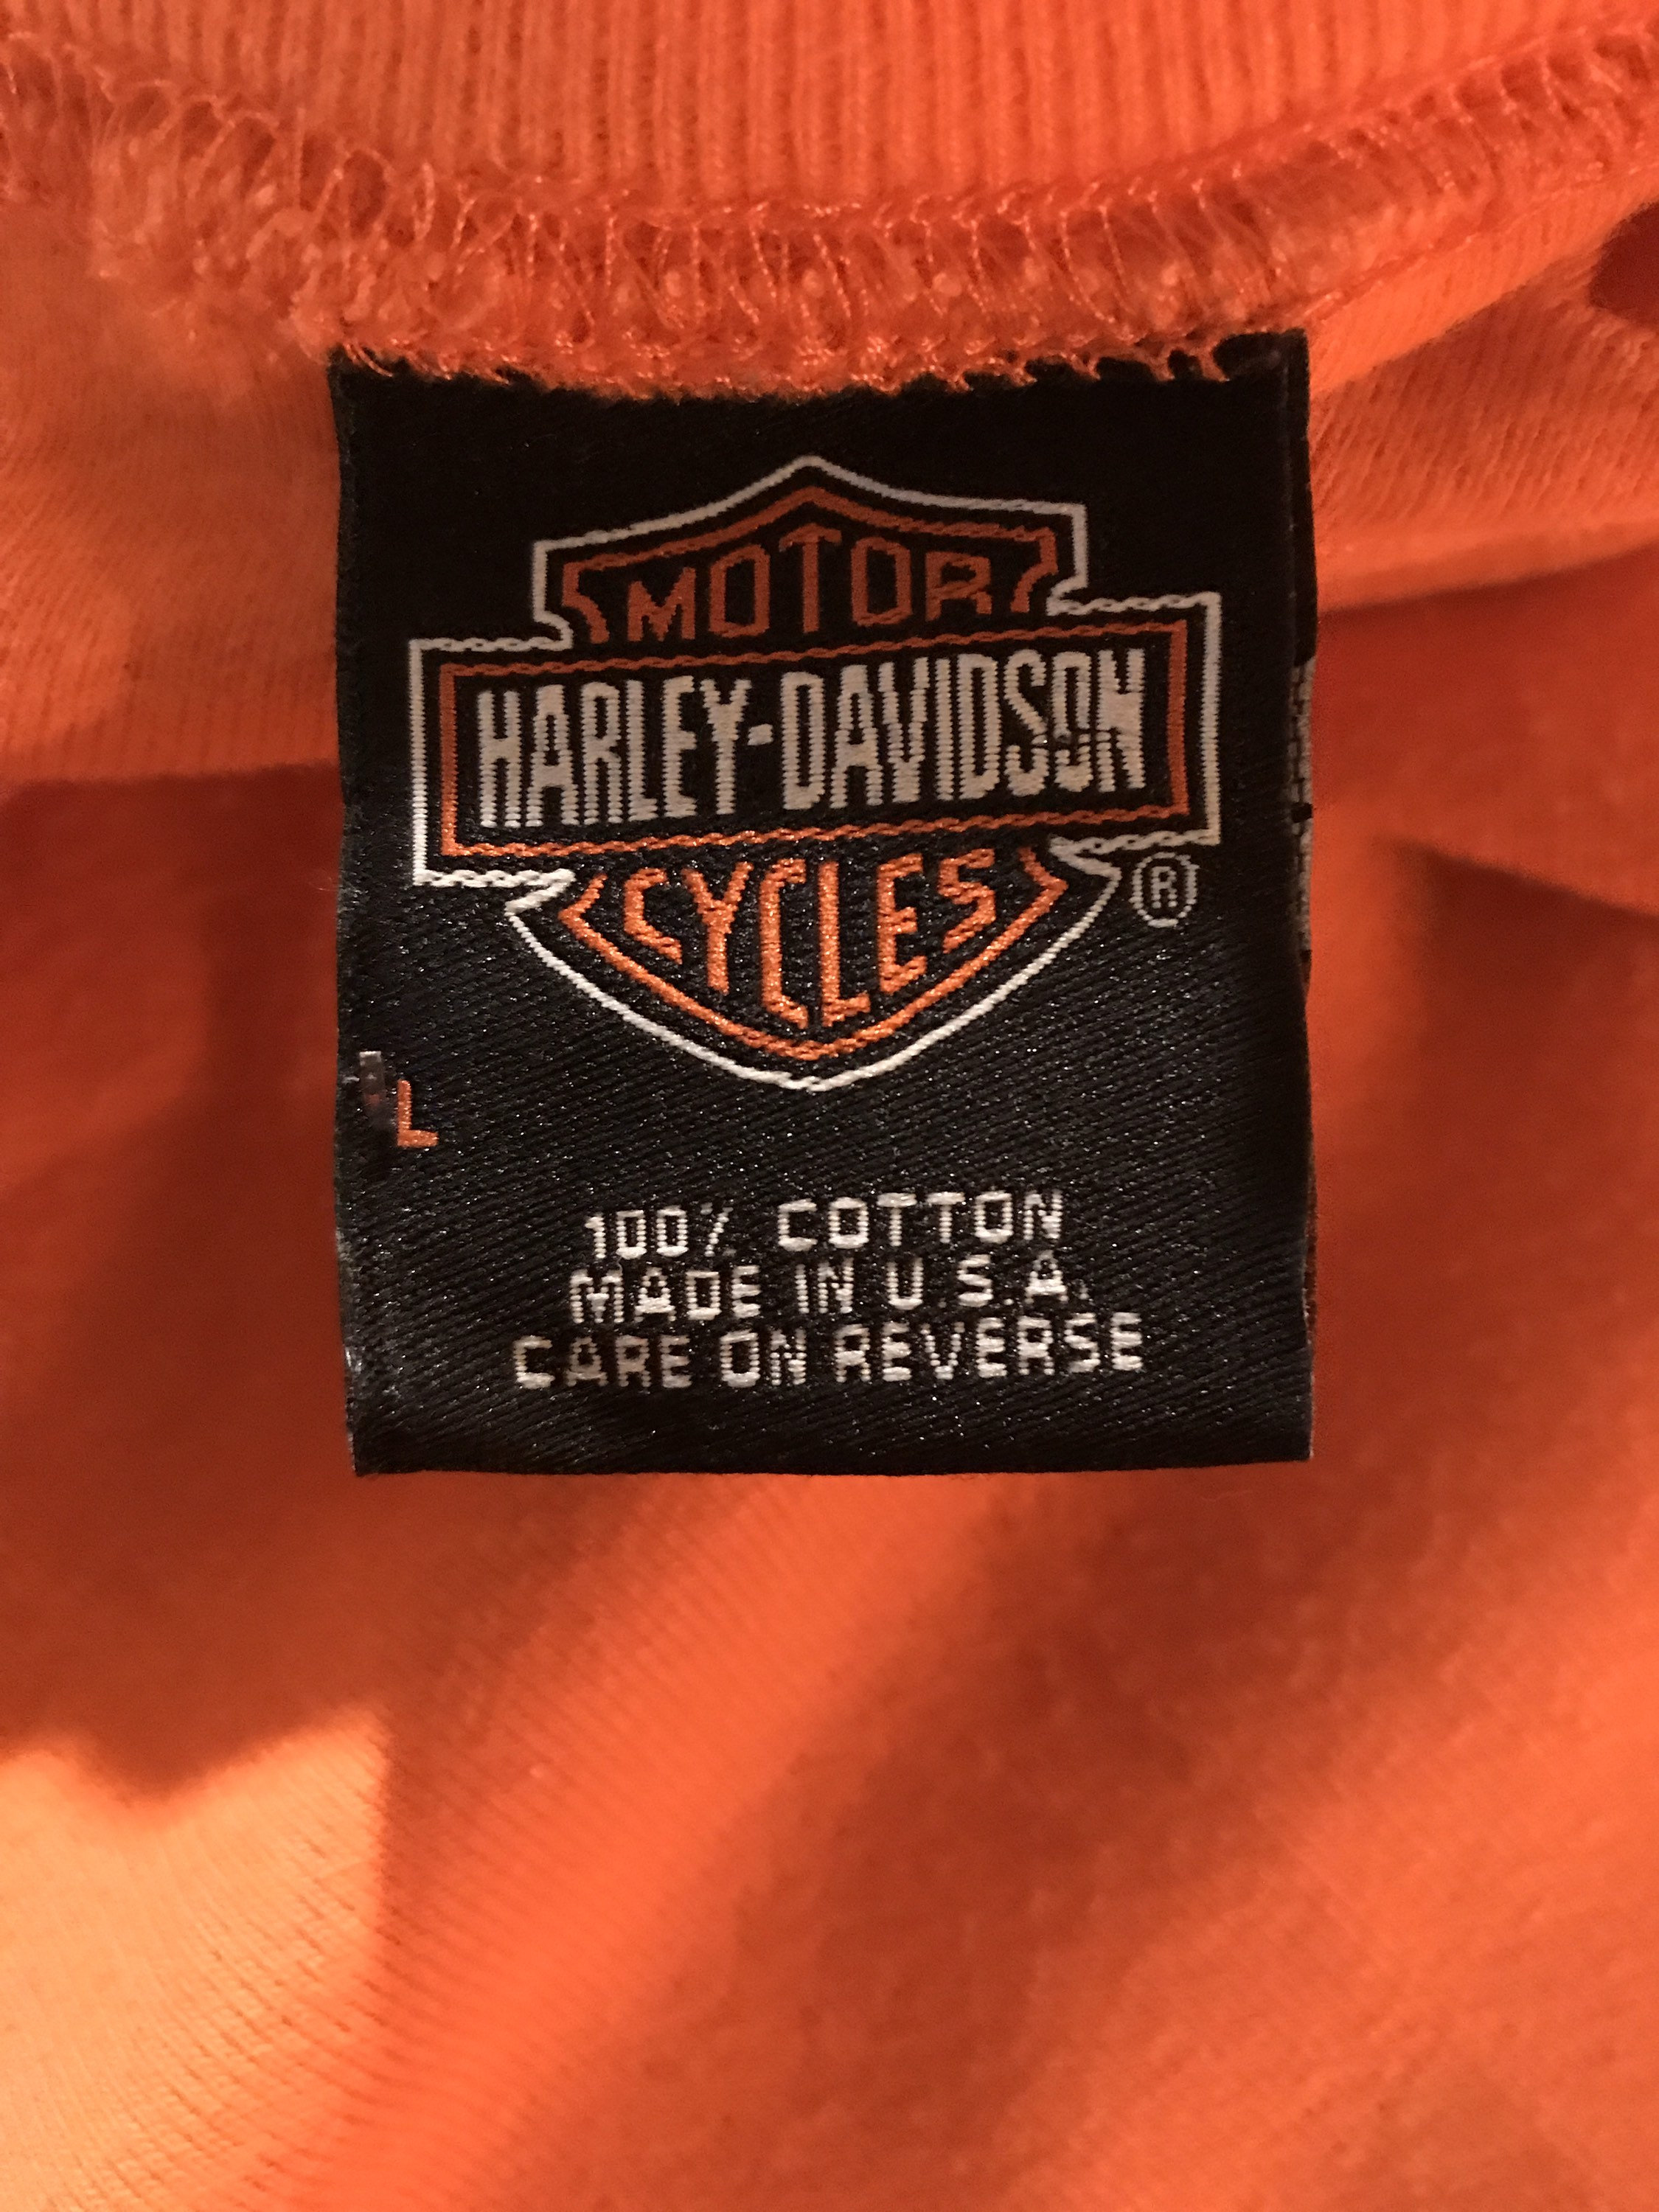 MOTOR
HARLEY-DAVIDSON
CYCLES
®
L
100% COTTON
MADE IN U.S.A.
CARE ON REVERSE